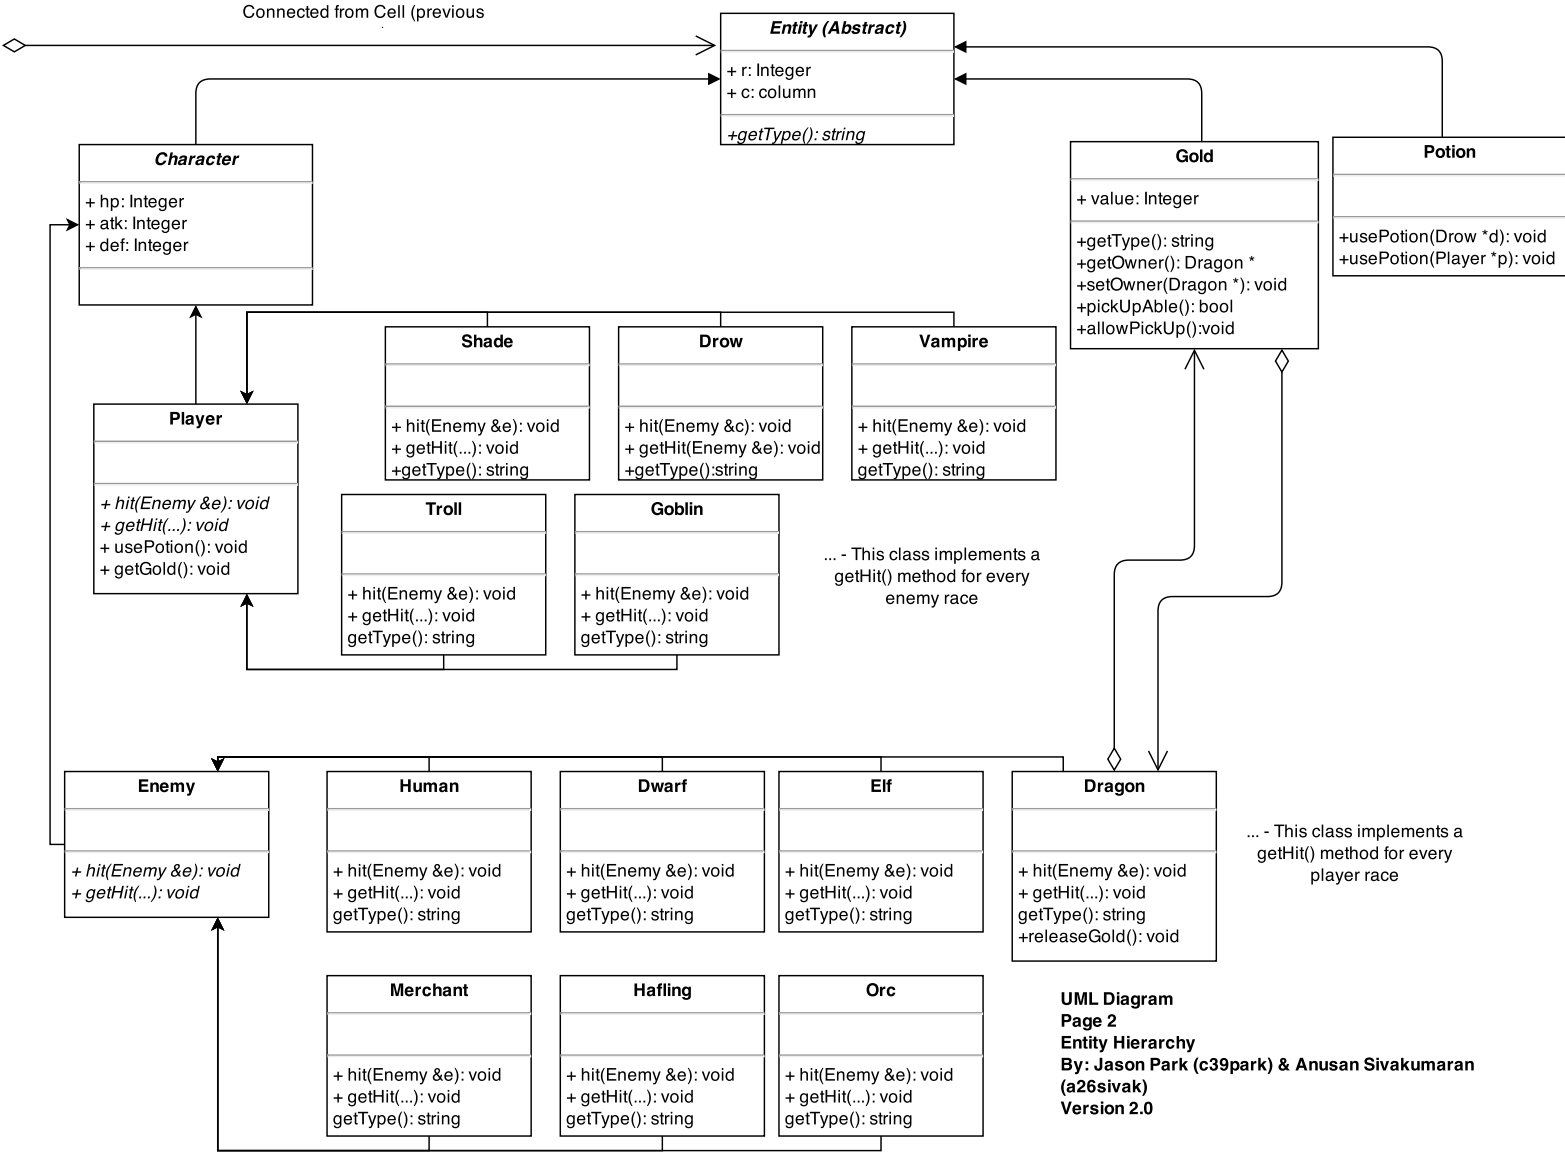 Connected from Cell (previous
Entity (Abstract)
+ r: Integer
+ c: column
+getType(): string
Character
+ hp: Integer
+ atk: Integer
+ def: Integer
Gold
+ value: Integer
+getType(): string
+getOwner(): Dragon *
+setOwner(Dragon *): void
+pickUpAble(): bool
+allowPickUp():void
Potion
+usePotion(Drow *d): void
+usePotion(Player *p): void
Shade
+ hit(Enemy &e): void
+ getHit(...): void
+getType(): string
Drow
+ hit(Enemy &c): void
+ getHit(Enemy &e): void
+getType():string
Vampire
+ hit(Enemy &e): void
+ getHit(...): void
getType(): string
Player
+ hit(Enemy &e): void
+ getHit(...): void
+ usePotion(): void
+ getGold(): void
Troll
+ hit(Enemy &e): void
+ getHit(...): void
getType(): string
Goblin
+ hit(Enemy &e): void
+ getHit(...): void
getType(): string
... - This class implements a
getHit() method for every
enemy race
Enemy
+ hit(Enemy &e): void
+ getHit(...): void
Human
+ hit(Enemy &e): void
+ getHit(...): void
getType(): string
Dwarf
+ hit(Enemy &e): void
+ getHit(...): void
getType(): string
Elf
+ hit(Enemy &e): void
+ getHit(...): void
getType(): string
Dragon
+ hit(Enemy &e): void
+ getHit(...): void
getType(): string
+releaseGold(): void
... - This class implements a
getHit() method for every
player race
Merchant
+ hit(Enemy &e): void
+ getHit(...): void
getType(): string
Hafling
+ hit(Enemy &e): void
+ getHit(...): void
getType(): string
Orc
+ hit(Enemy &e): void
+ getHit(...): void
getType(): string
UML Diagram
Page 2
Entity Hierarchy
By: Jason Park (c39park) & Anusan Sivakumaran
(a26sivak)
Version 2.0